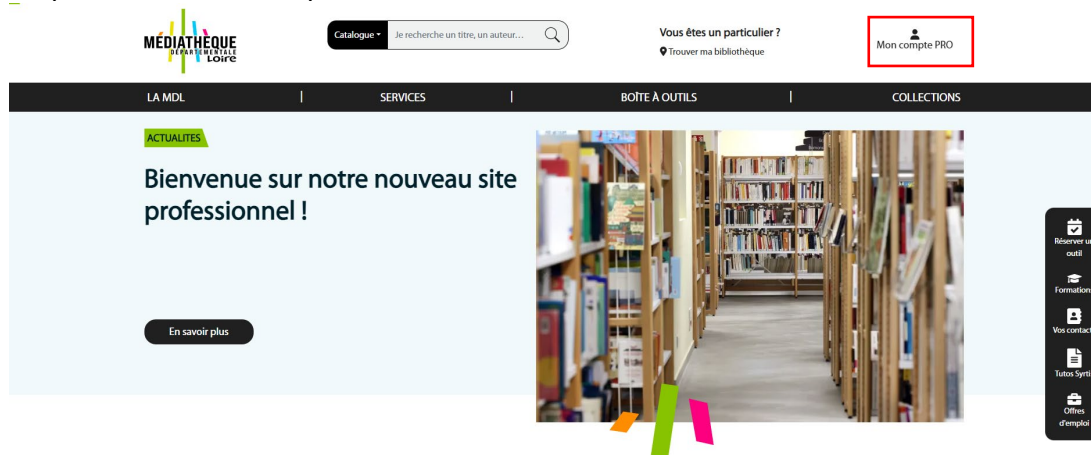 MÉDIATHÈQUE
DÉPARTEMENTALE
LOIRE
Catalogue
Je recherche un titre, un auteur...
Vous êtes un particulier ?
Trouver ma bibliothèque
Mon compte PRO
LA MDL
SERVICES
BOÎTE À OUTILS
COLLECTIONS
ACTUALITES
Bienvenue sur notre nouveau site
professionnel !
En savoir plus
Réserver un
outil
Formations
Vos contact
Tutos Syrti
Offres
d'emploi